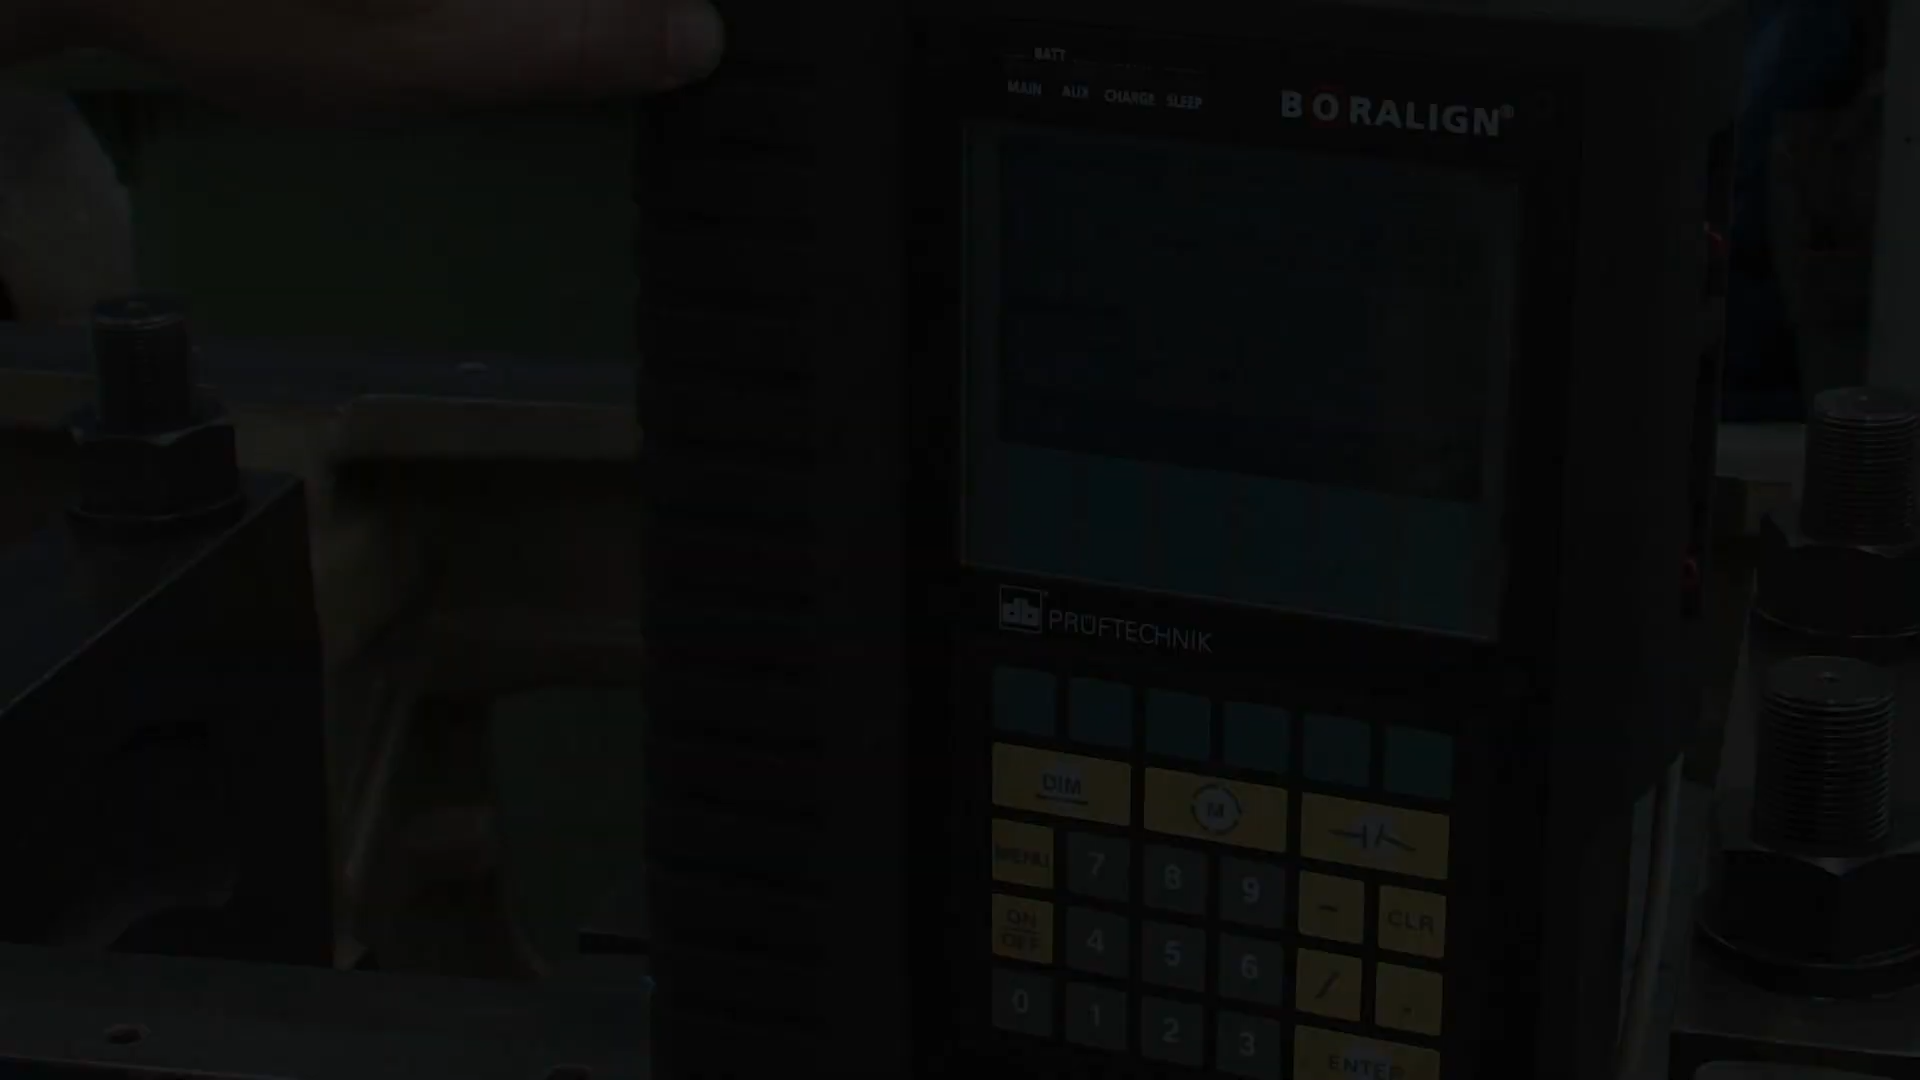 BATT
MAIN AUX CHARGE SLEEP
BORALIGN®
db PRÜFTECHNIK
DIM M
MENU 7 8 9 - CLR
ON
OFF
4 5 6 / .
0 1 2 3 ENTER